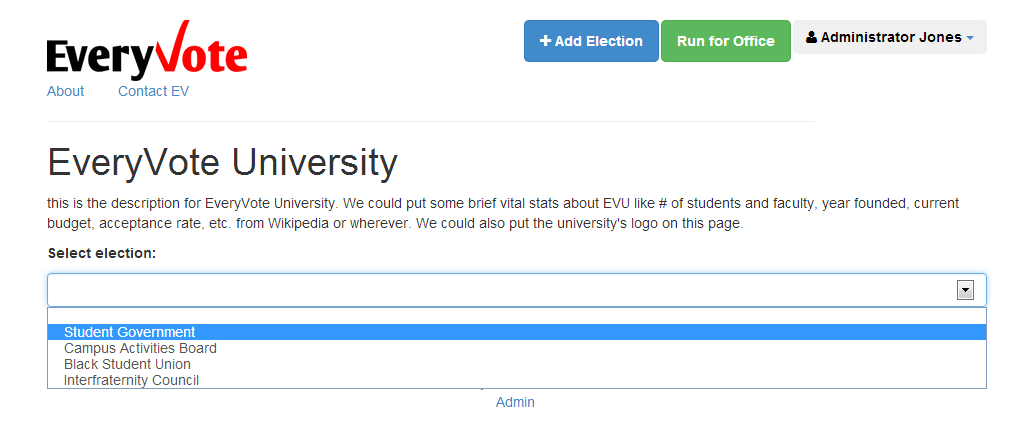 EveryVote
+ Add Election
Run for Office
Administrator Jones
About
Contact EV
EveryVote University
this is the description for EveryVote University. We could put some brief vital stats about EVU like # of students and faculty, year founded, current
budget, acceptance rate, etc. from Wikipedia or wherever. We could also put the university's logo on this page.
Select election:
Student Government
Campus Activities Board
Black Student Union
Interfraternity Council
Admin